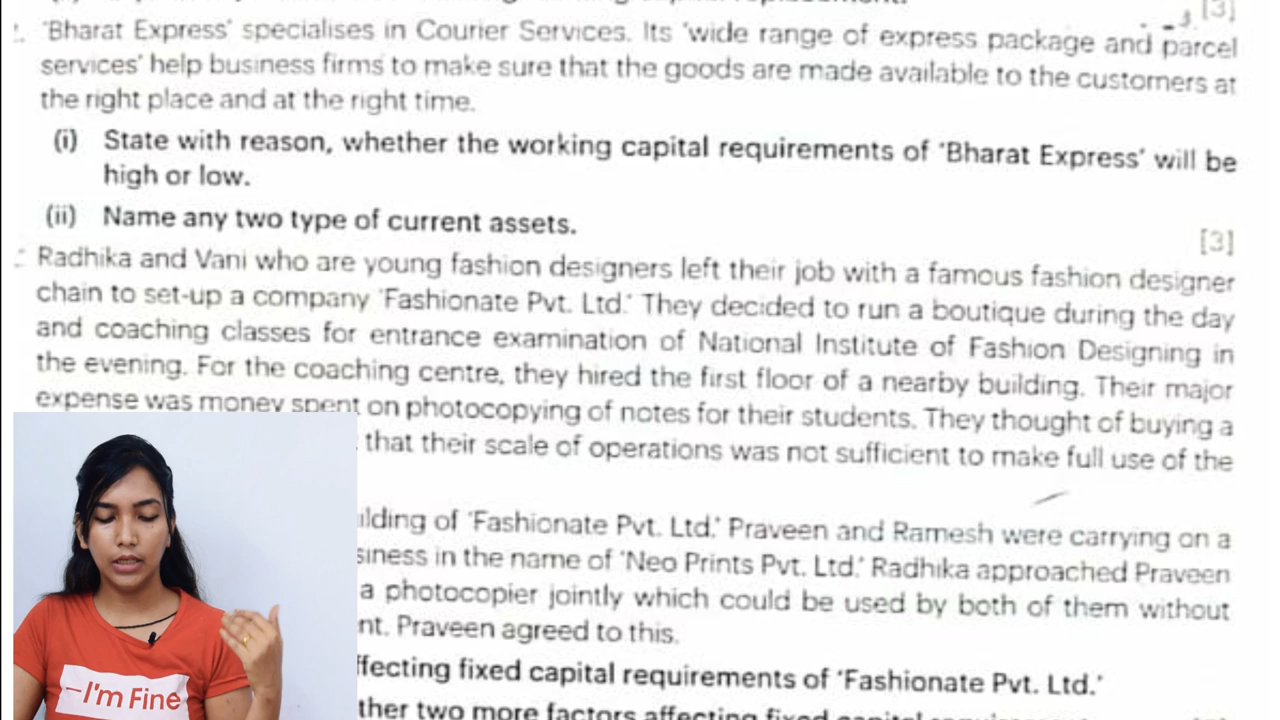 [3]
'Bharat Express' specialises in Courier Services. Its 'wide range of express package and parcel
services' help business firms to make sure that the goods are made available to the customers at
the right place and at the right time.
(i) State with reason, whether the working capital requirements of 'Bharat Express' will be
high or low.
(ii) Name any two type of current assets.
[3]
Radhika and Vani who are young fashion designers left their job with a famous fashion designer
chain to set-up a company 'Fashionate Pvt. Ltd.' They decided to run a boutique during the day
and coaching classes for entrance examination of National Institute of Fashion Designing in
the evening. For the coaching centre, they hired the first floor of a nearby building. Their major
expense was money spent on photocopying of notes for their students. They thought of buying a
that their scale of operations was not sufficient to make full use of the
ilding of 'Fashionate Pvt. Ltd.' Praveen and Ramesh were carrying on a
siness in the name of 'Neo Prints Pvt. Ltd.' Radhika approached Praveen
a photocopier jointly which could be used by both of them without
nt. Praveen agreed to this.
ffecting fixed capital requirements of 'Fashionate Pvt. Ltd.'
ther two more factors affecting fixed capital
–I'm Fine